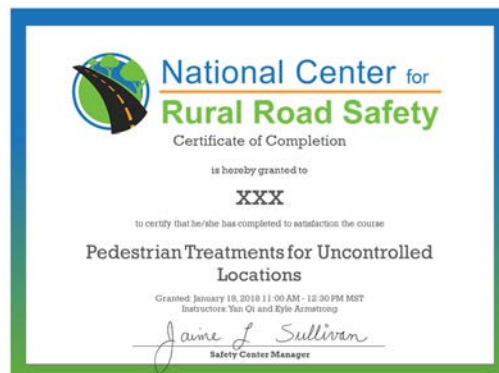 National Center for
Rural Road Safety
Certificate of Completion
is hereby granted to
XXX
to certify that he/she has completed to satisfaction the course
Pedestrian Treatments for Uncontrolled
Locations
Granted: January 18, 2018 11:00 AM - 12:30 PM MST
Instructors: Yan Qi and Kyle Armstrong
Jaime L Sullivan
Safety Center Manager